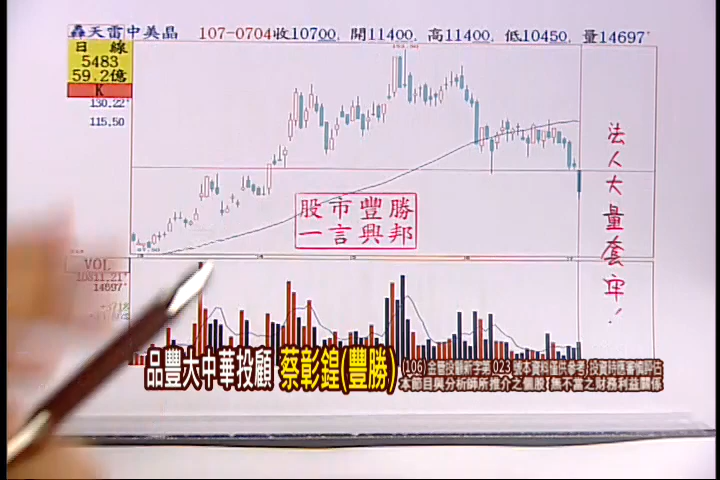 轟天雷中美晶 107-0704收10700. 開11400. 高11400. 低10450. 量14697'
日 線
5483
59.2億
K
130.22'
115.50
法人大量套牢!
股市豐勝
一言興邦
VOL
10811.21'
14697'
品豐大中華投顧 蔡彰鍠(豐勝)
本節目與分析師所推介之個股 無不當之財務利益關係